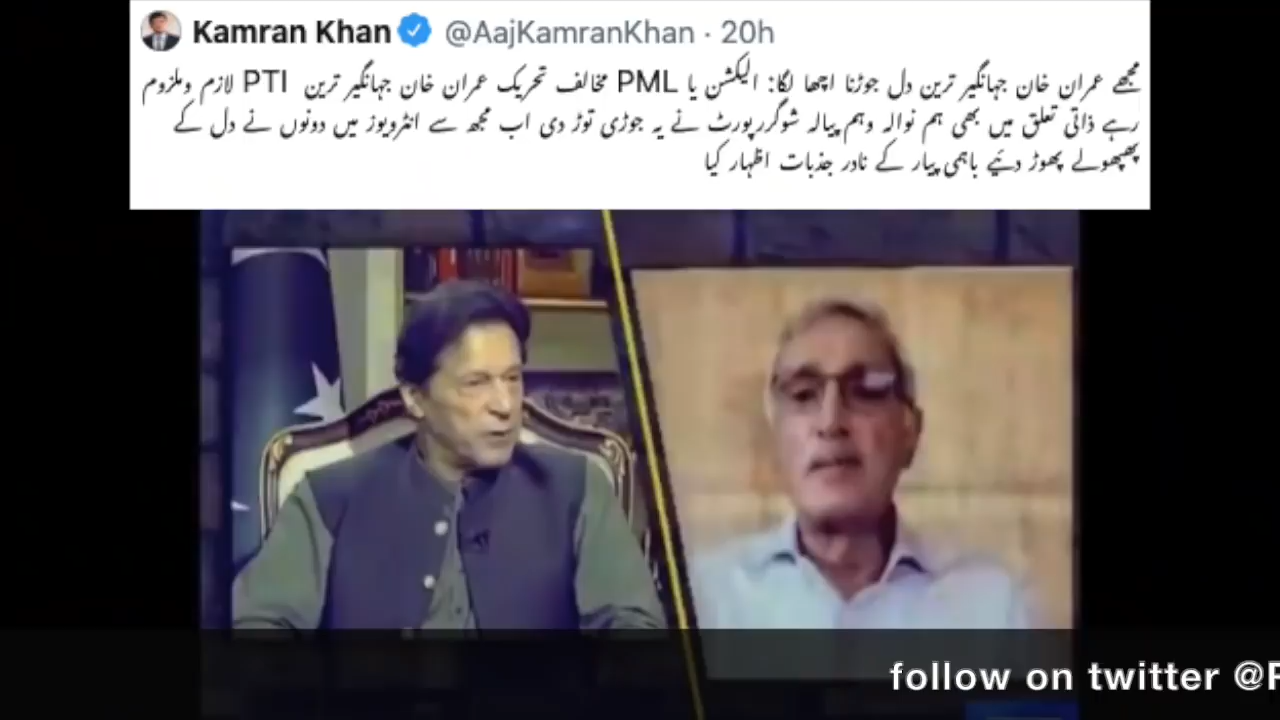 Kamran Khan @AajKamranKhan · 20h
مجھے عمران خان جہانگیر ترین دل جوڑنا اچھا لگا: الیکشن یا PML مخالف تحریک عمران خان جہانگیر ترین PTI لازم وملزوم
رہے ذاتی تعلق میں بھی ہم نوالہ وہم پیالہ شوگررپورٹ نے یہ جوڑی توڑ دی اب مجھ سے انٹرویوز میں دونوں نے دل کے
پھپھولے پھوڑ دئیے باہمی پیار کے نادر جذبات اظہار کیا
follow on twitter @